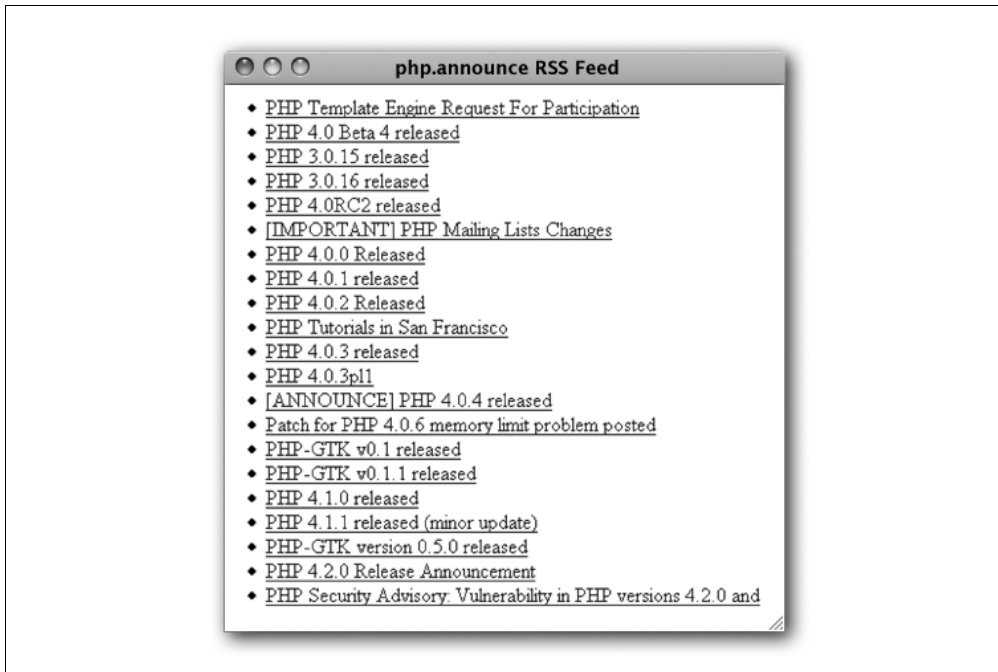 php.announce RSS Feed
PHP Template Engine Request For Participation
PHP 4.0 Beta 4 released
PHP 3.0.15 released
PHP 3.0.16 released
PHP 4.0RC2 released
[IMPORTANT] PHP Mailing Lists Changes
PHP 4.0.0 Released
PHP 4.0.1 released
PHP 4.0.2 Released
PHP Tutorials in San Francisco
PHP 4.0.3 released
PHP 4.0.3pl1
[ANNOUNCE] PHP 4.0.4 released
Patch for PHP 4.0.6 memory limit problem posted
PHP-GTK v0.1 released
PHP-GTK v0.1.1 released
PHP 4.1.0 released
PHP 4.1.1 released (minor update)
PHP-GTK version 0.5.0 released
PHP 4.2.0 Release Announcement
PHP Security Advisory: Vulnerability in PHP versions 4.2.0 and